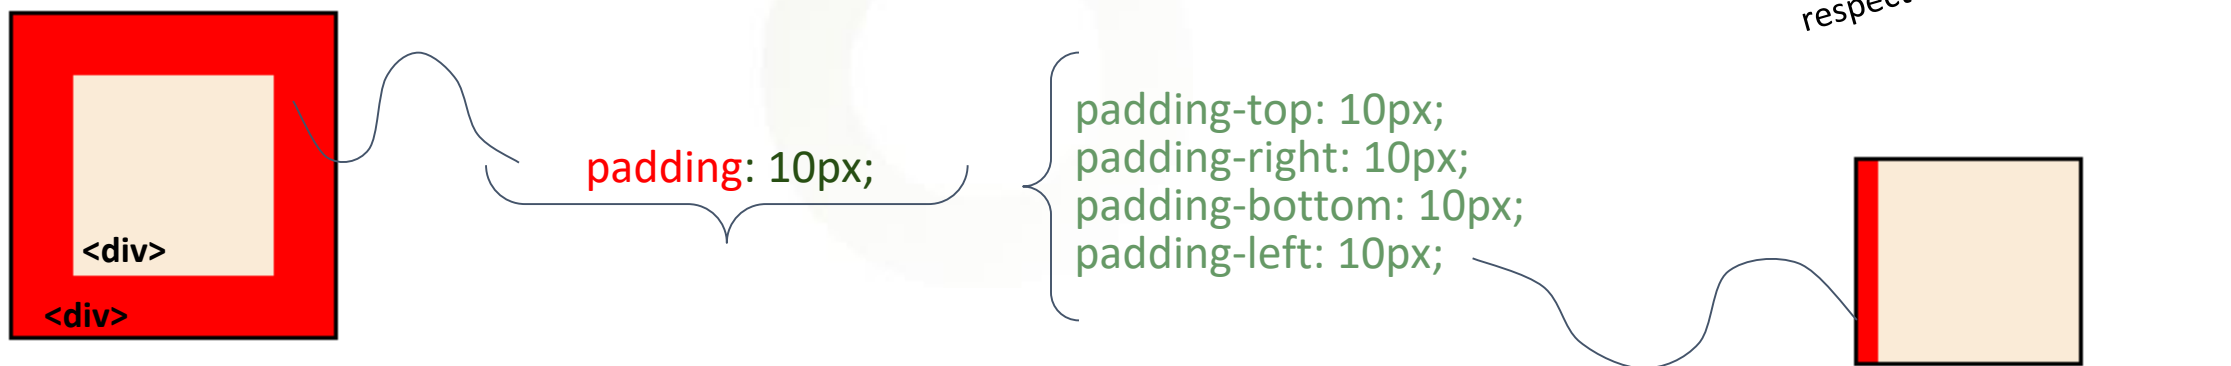 <div>
<div>
padding: 10px;
padding-top: 10px;
padding-right: 10px;
padding-bottom: 10px;
padding-left: 10px;